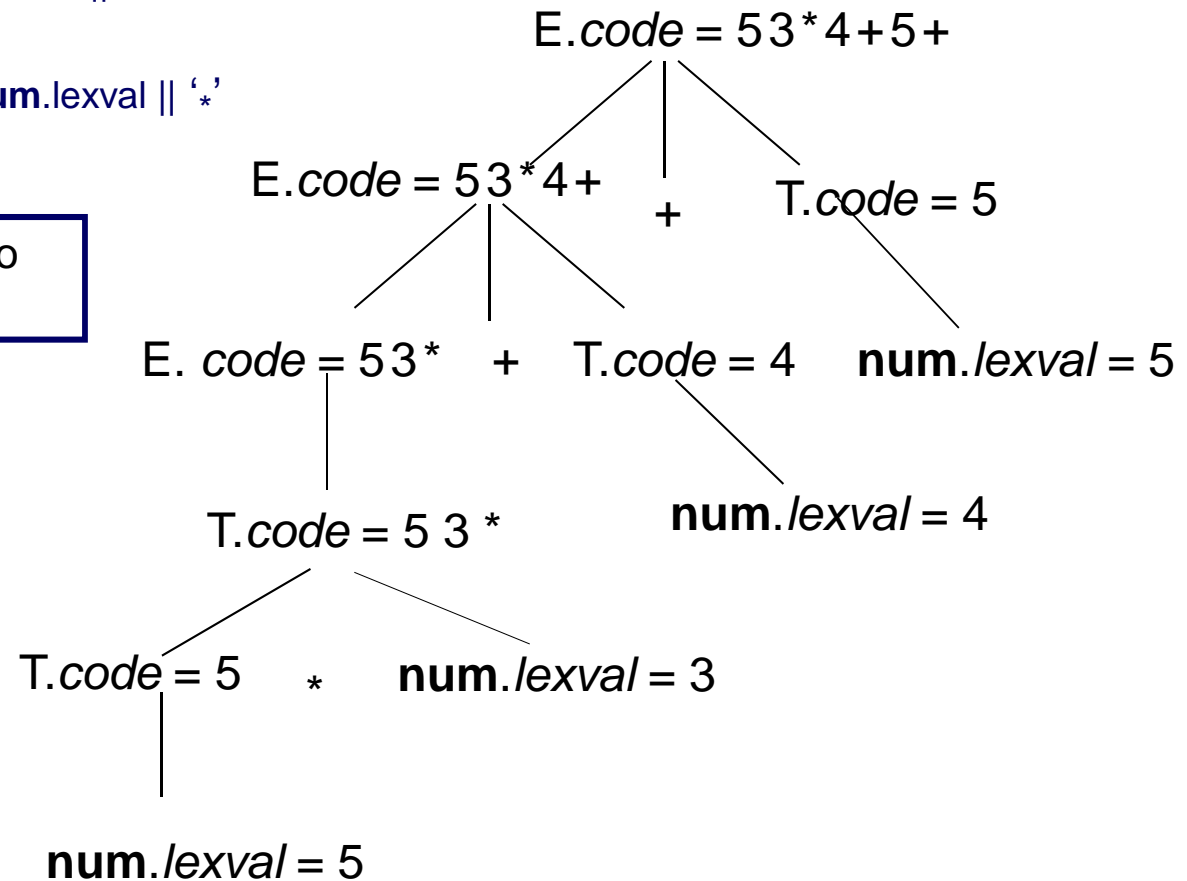 ||
E.code = 53*4+5+
um.lexval || ‘*’
E.code = 53*4+
+
T.code = 5
o
E. code = 53* + T.code = 4 num.lexval = 5
T.code = 5 3 *
num.lexval = 4
T.code = 5 * num.lexval = 3
num.lexval = 5